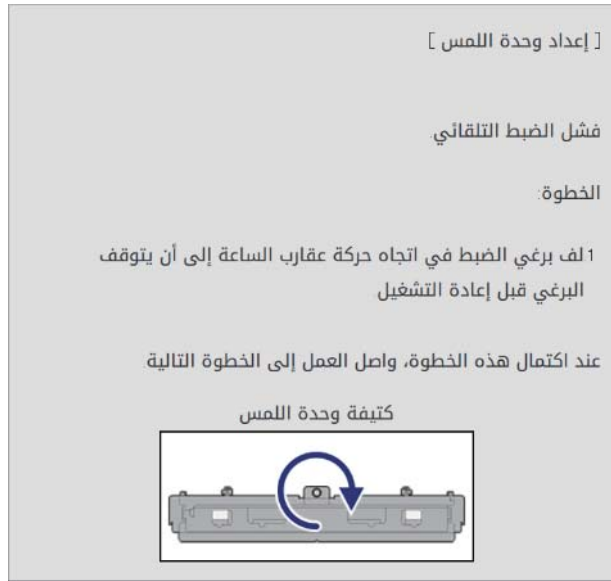 [ إعداد وحدة اللمس ]
فشل الضبط التلقائي.
الخطوة:
1 لف برغي الضبط في اتجاه حركة عقارب الساعة إلى أن يتوقف
البرغي قبل إعادة التشغيل
عند اكتمال هذه الخطوة، واصل العمل إلى الخطوة التالية.
كتيفة وحدة اللمس